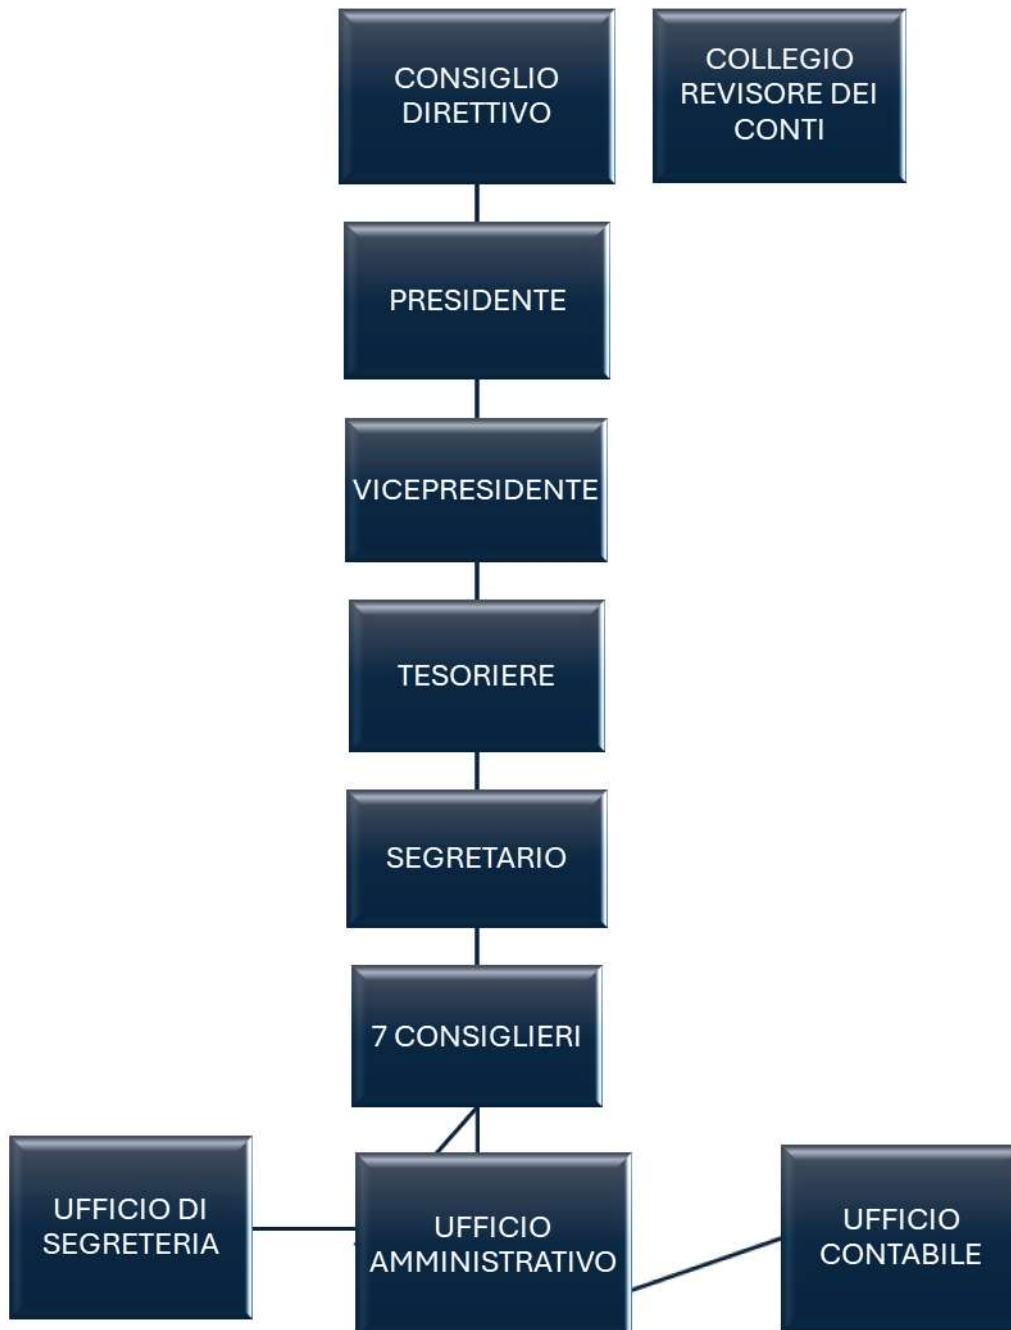 CONSIGLIO
DIRETTIVO
COLLEGIO
REVISORE DEI
CONTI
PRESIDENTE
VICEPRESIDENTE
TESORIERE
SEGRETARIO
7 CONSIGLIERI
UFFICIO DI
SEGRETERIA
UFFICIO
AMMINISTRATIVO
UFFICIO
CONTABILE